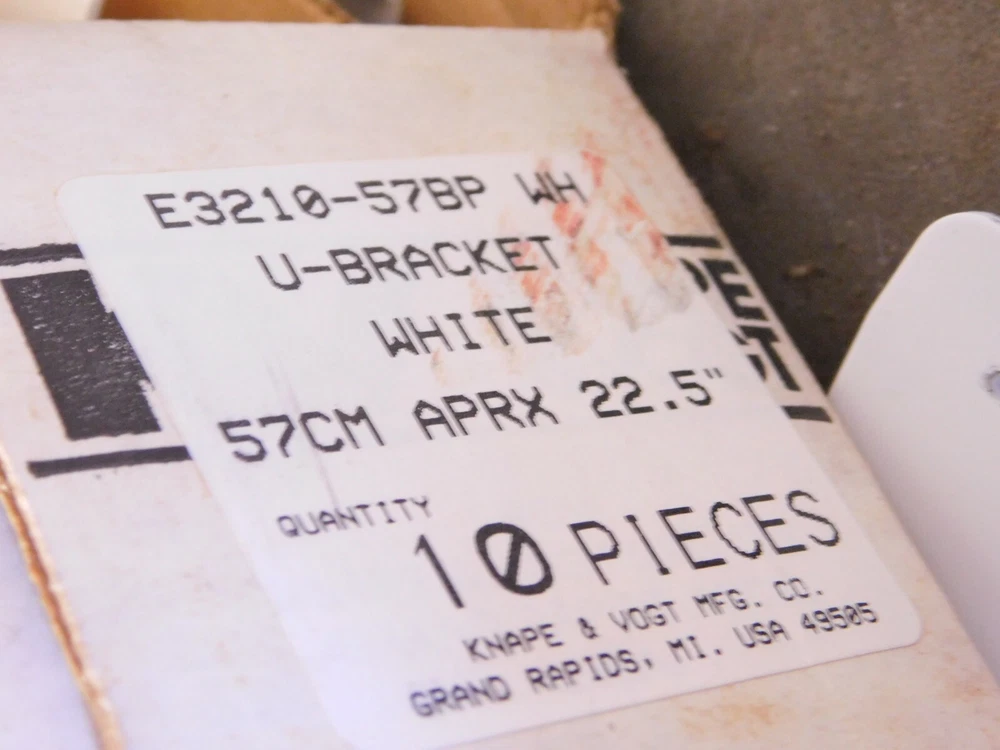 E3210-57BP WH
U-BRACKET
WHITE
57CM APRX 22.5"
QUANTITY
10 PIECES
KNAPE & VOGT MFG. CO.
GRAND RAPIDS, MI. USA 49505